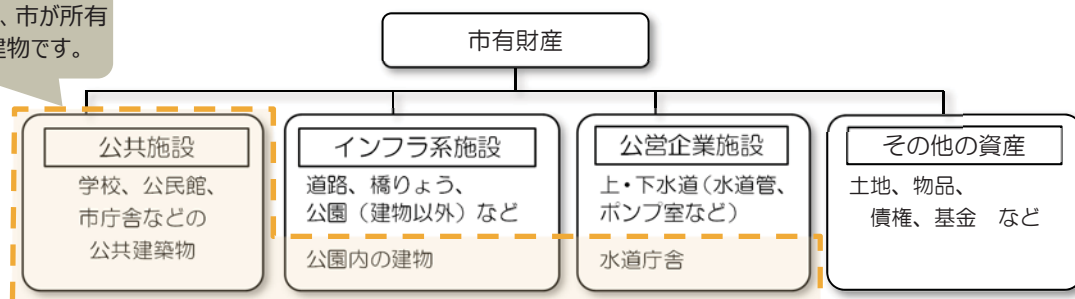 、市が所有
建物です。
市有財産
公共施設
学校、公民館、
市庁舎などの
公共建築物
インフラ系施設
道路、橋りょう、
公園（建物以外）など
公園内の建物
公営企業施設
上・下水道（水道管、
ポンプ室など）
水道庁舎
その他の資産
土地、物品、
債権、基金　など